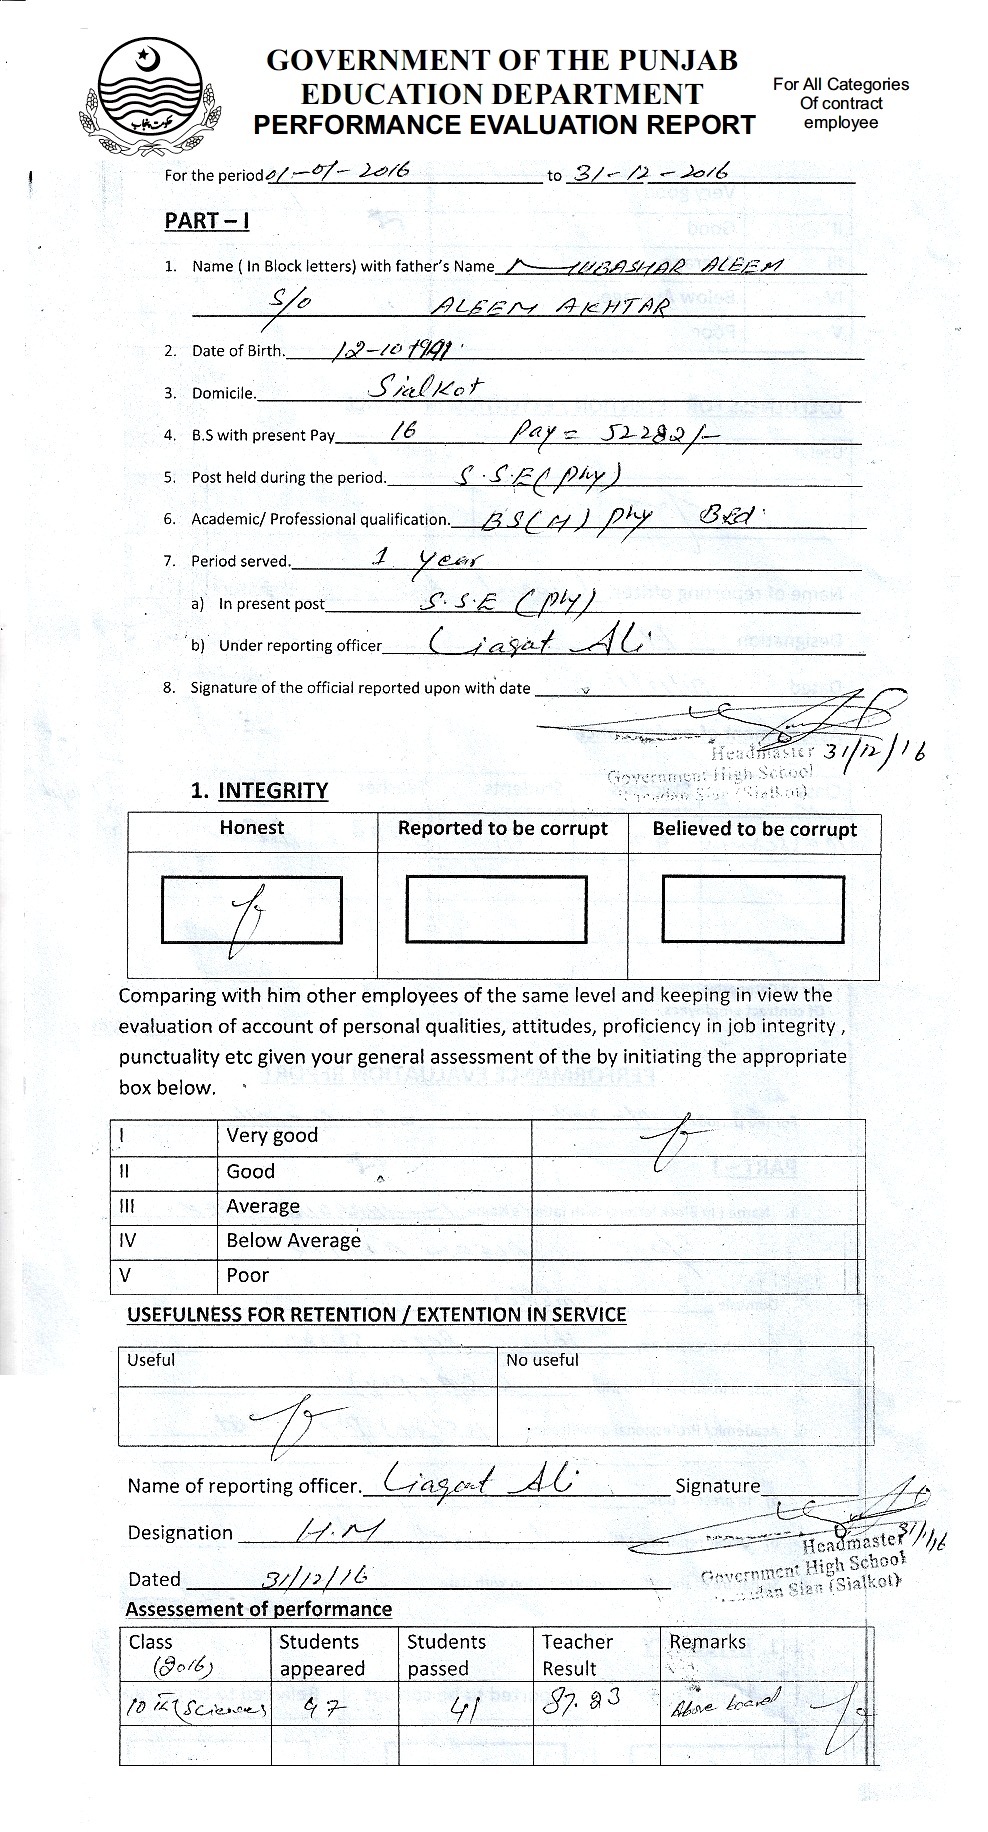 حکومت پنجاب
GOVERNMENT OF THE PUNJAB
EDUCATION DEPARTMENT
PERFORMANCE EVALUATION REPORT
For All Categories
Of contract
employee
For the period 01-01-2016 to 31-12-2016
PART – I
1. Name ( In Block letters) with father's Name MUBASHAR ALEEM
S/O ALEEM AKHTAR
2. Date of Birth. 12-10-1991
3. Domicile. Sialkot
4. B.S with present Pay 16 Pay = 52282/-
5. Post held during the period. S.S.E (Phy)
6. Academic/ Professional qualification. BS(H) Phy BEd
7. Period served. 1 year
a) In present post S.S.E (Phy)
b) Under reporting officer Liaqat Ali
8. Signature of the official reported upon with date
Headmaster 31/12/16
Government High School
Sian (Sialkot)
1. INTEGRITY
Honest Reported to be corrupt Believed to be corrupt
Comparing with him other employees of the same level and keeping in view the
evaluation of account of personal qualities, attitudes, proficiency in job integrity ,
punctuality etc given your general assessment of the by initiating the appropriate
box below.
I Very good
II Good
III Average
IV Below Average
V Poor
USEFULNESS FOR RETENTION / EXTENTION IN SERVICE
Useful No useful
Name of reporting officer. Liaqat Ali Signature
Designation H.M
Headmaster
Government High School
Sian (Sialkot)
Dated 31/12/16
Assessement of performance
Class Students Students Teacher Remarks
(2016) appeared passed Result
10th (Sciences) 47 41 87.23 Above board